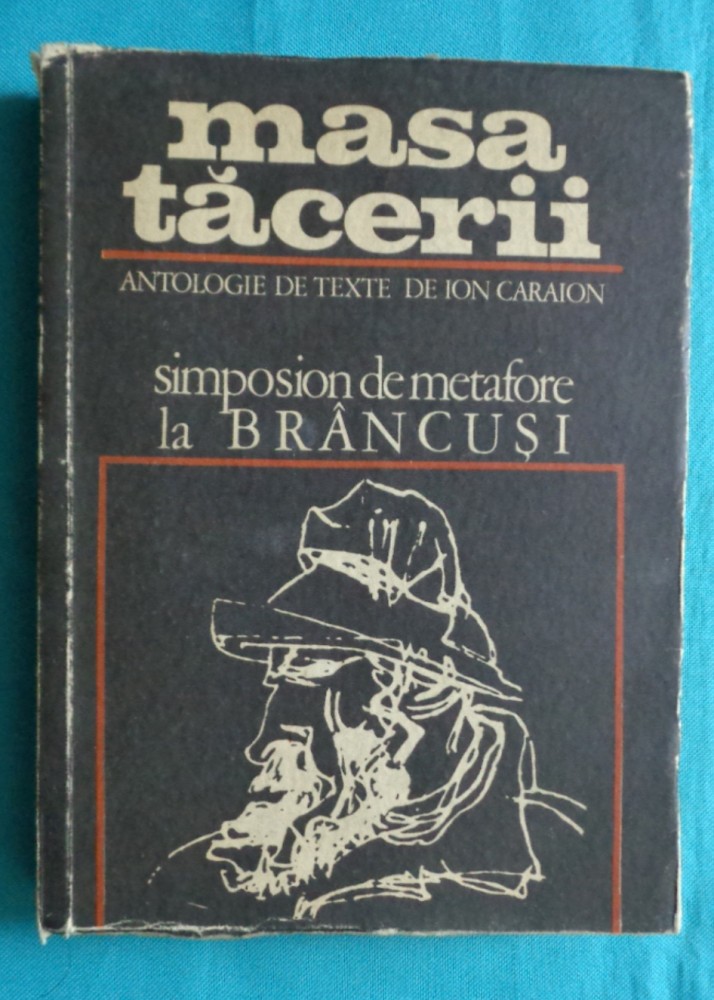 masa
tăcerii
ANTOLOGIE DE TEXTE DE ION CARAION
simposion de metafore
la BRÂNCUȘI